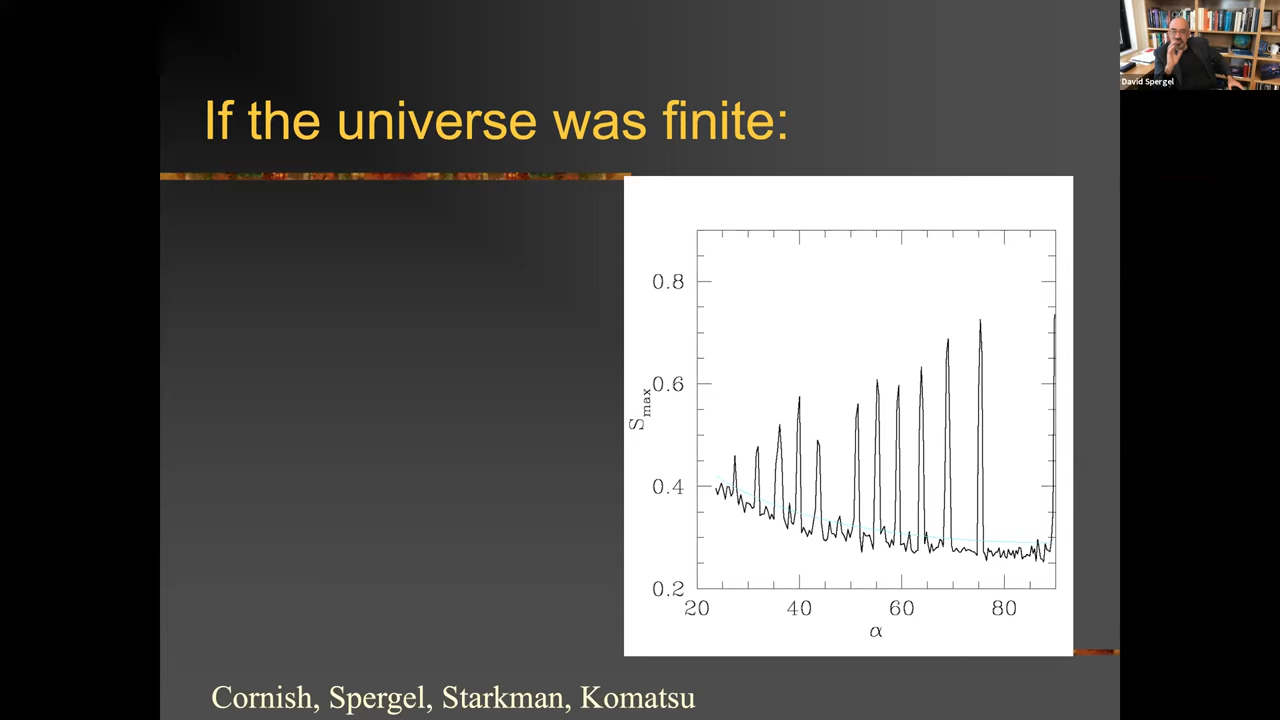 David Spergel
If the universe was finite:
0.8
0.6
0.4
0.2
Smax
20 40 60 80
α
Cornish, Spergel, Starkman, Komatsu